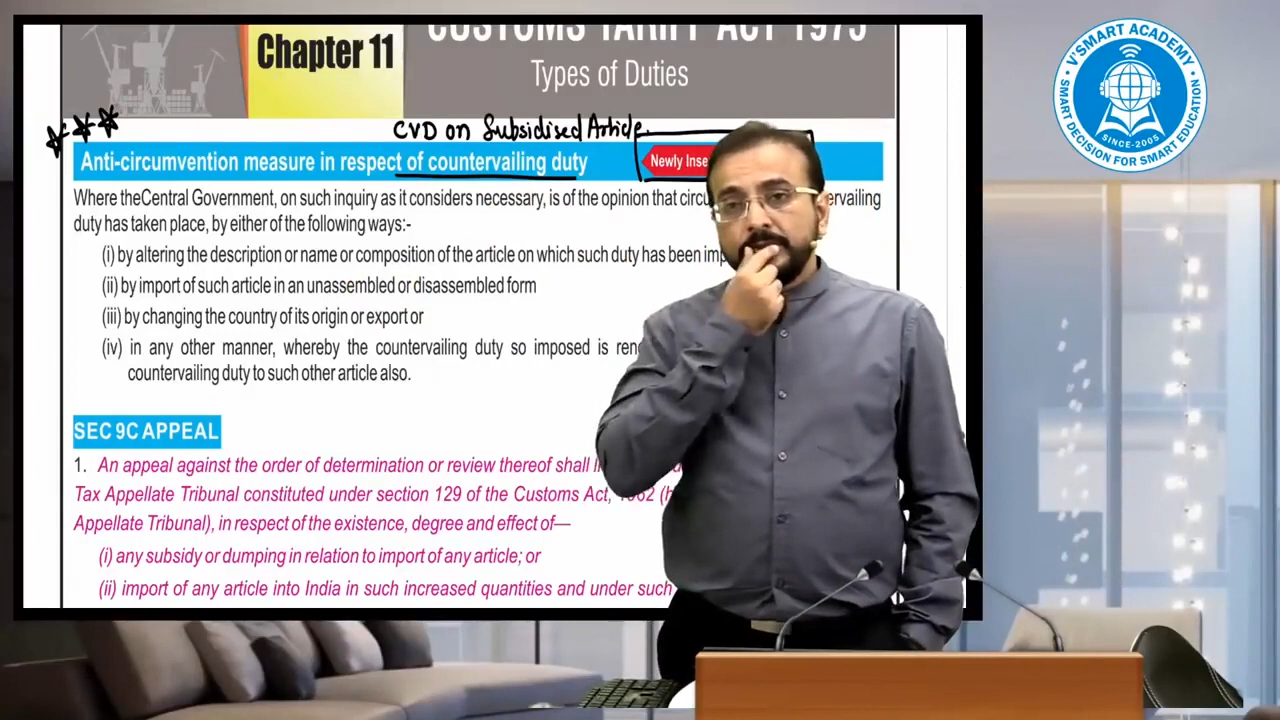 CUSTOMS TARIFF ACT 1975
Chapter 11
Types of Duties
CVD on Subsidised Article.
Anti-circumvention measure in respect of countervailing duty
Newly Inse
Where theCentral Government, on such inquiry as it considers necessary, is of the opinion that circu ervailing
duty has taken place, by either of the following ways:-
(i) by altering the description or name or composition of the article on which such duty has been imp
(ii) by import of such article in an unassembled or disassembled form
(iii) by changing the country of its origin or export or
(iv) in any other manner, whereby the countervailing duty so imposed is ren
countervailing duty to such other article also.
SEC 9C APPEAL
1. An appeal against the order of determination or review thereof shall
Tax Appellate Tribunal constituted under section 129 of the Customs Act, 1962
Appellate Tribunal), in respect of the existence, degree and effect of—
(i) any subsidy or dumping in relation to import of any article; or
(ii) import of any article into India in such increased quantities and under such
V'SMART ACADEMY
SMART DECISION FOR SMART EDUCATION
SINCE-2005